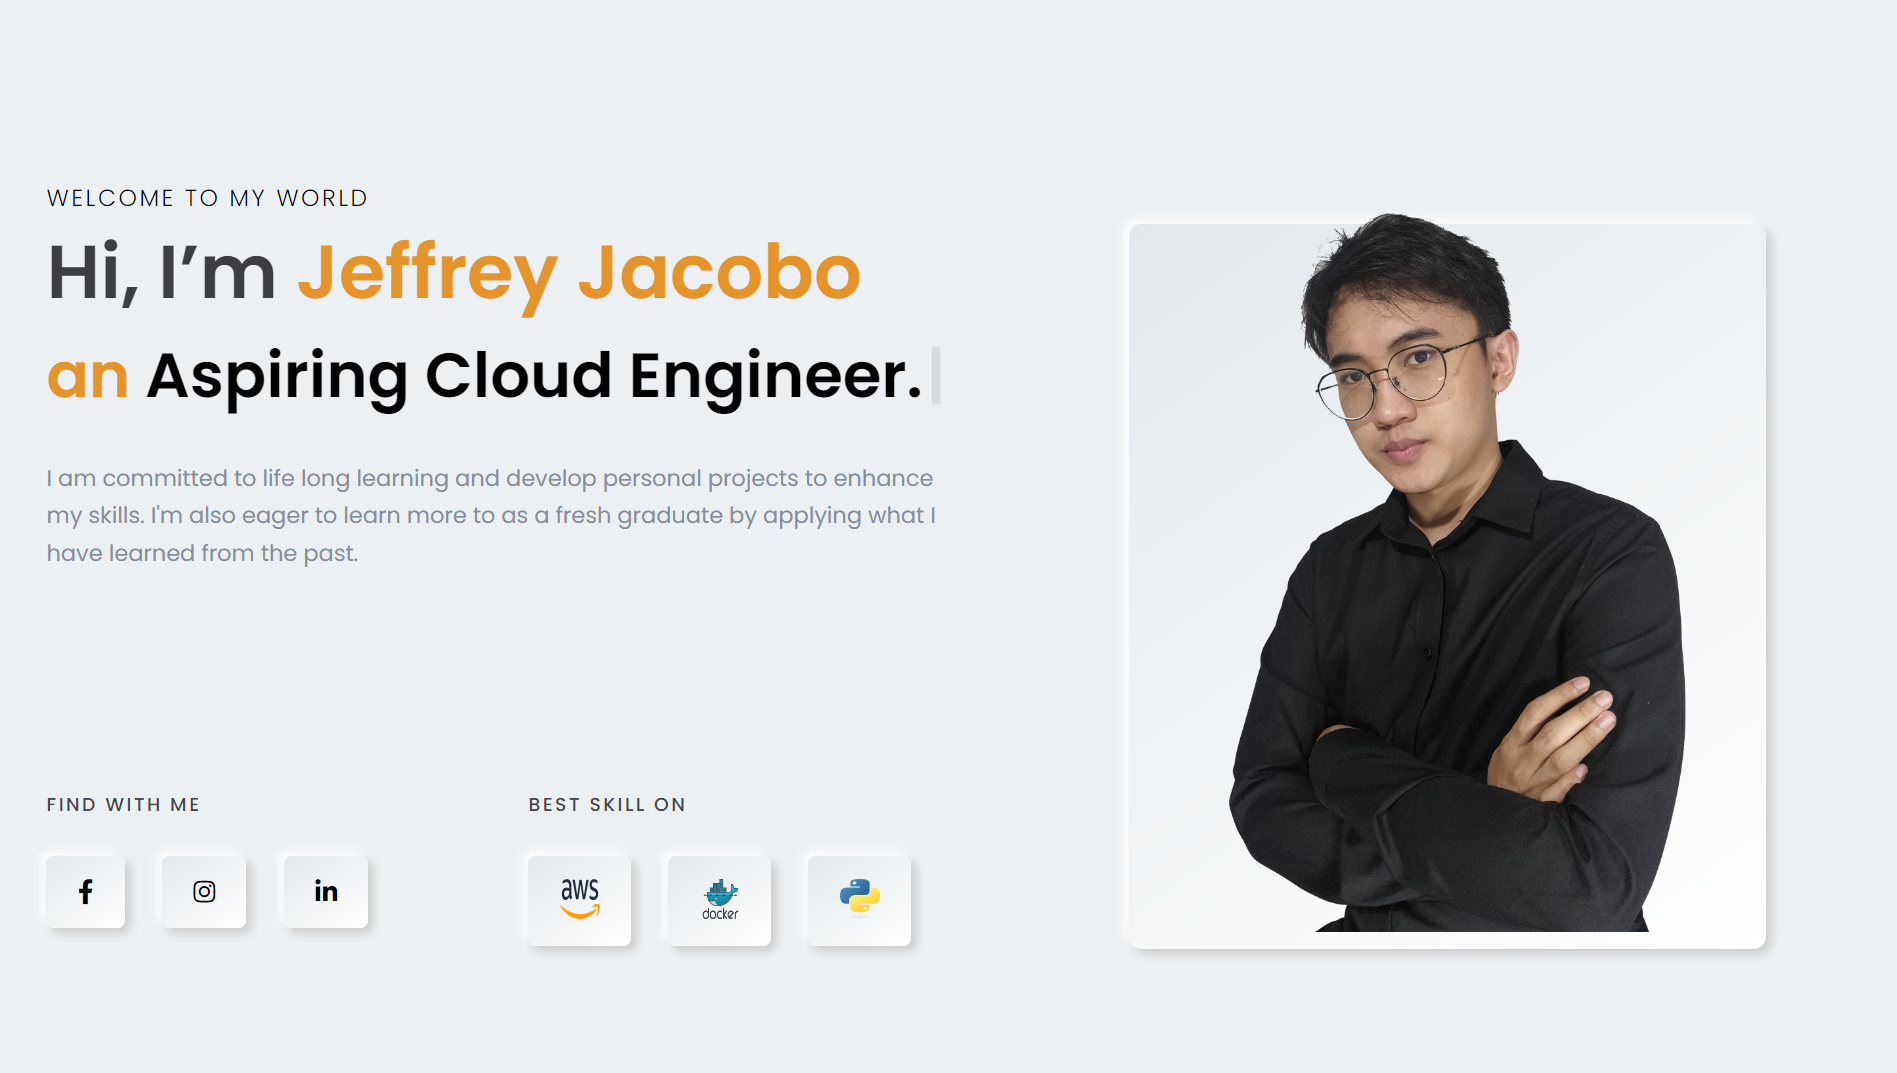 WELCOME TO MY WORLD
Hi, I’m Jeffrey Jacobo
an Aspiring Cloud Engineer.
I am committed to life long learning and develop personal projects to enhance
my skills. I'm also eager to learn more to as a fresh graduate by applying what I
have learned from the past.
FIND WITH ME
BEST SKILL ON
f
in
aws
docker